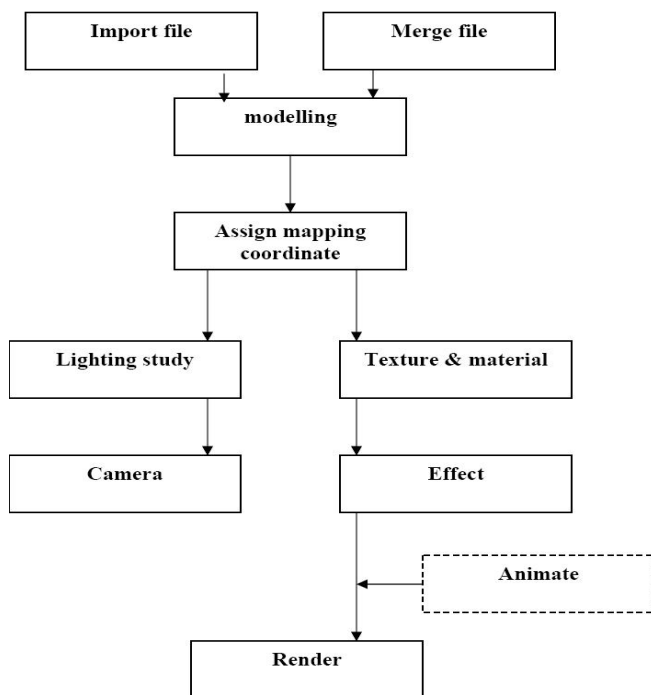 Import file
Merge file
modelling
Assign mapping
coordinate
Lighting study
Texture & material
Camera
Effect
Animate
Render